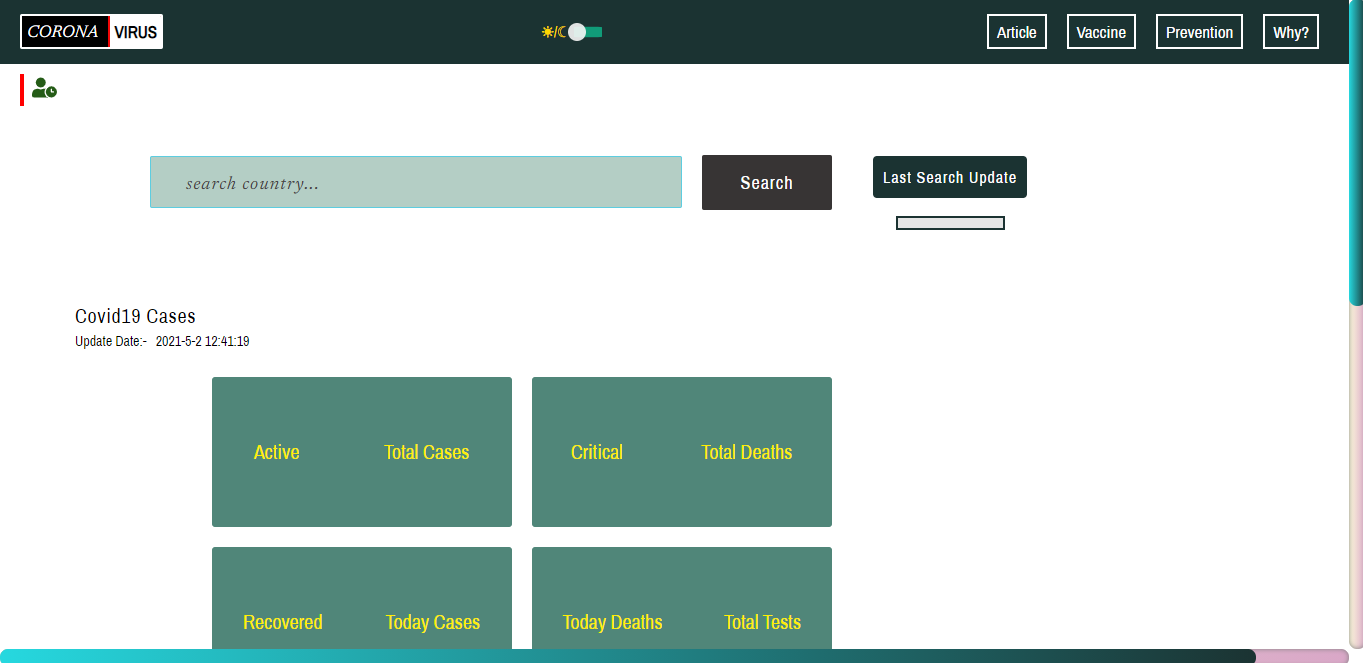 CORONA VIRUS
☀/☾
Article Vaccine Prevention Why?
search country...
Search
Last Search Update
Covid19 Cases
Update Date:- 2021-5-2 12:41:19
Active Total Cases
Critical Total Deaths
Recovered Today Cases
Today Deaths Total Tests